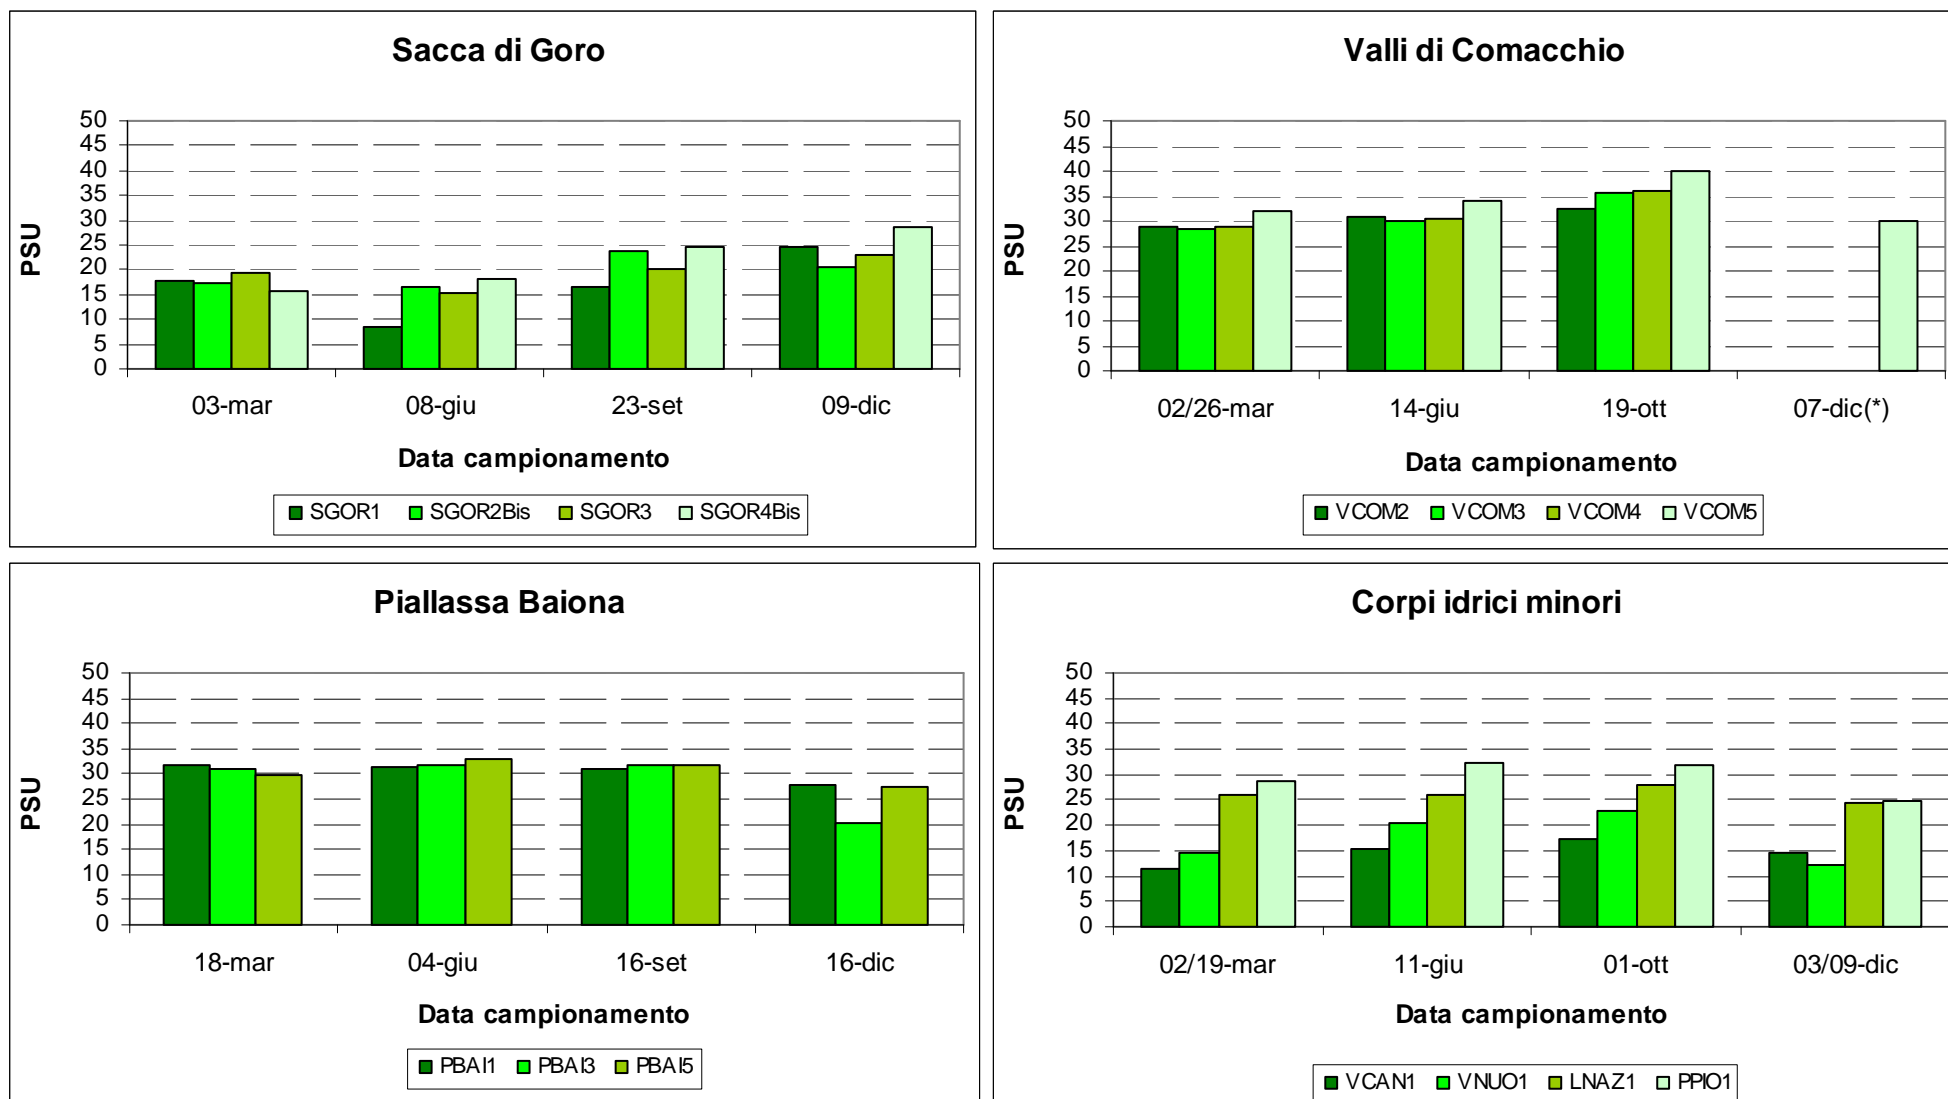 Sacca di Goro
50
45
40
35
30
25
20
15
10
5
0
PSU
03-mar 08-giu 23-set 09-dic
Data campionamento
SGOR1 SGOR2Bis SGOR3 SGOR4Bis
Valli di Comacchio
50
45
40
35
30
25
20
15
10
5
0
PSU
02/26-mar 14-giu 19-ott 07-dic(*)
Data campionamento
VCOM2 VCOM3 VCOM4 VCOM5
Piallassa Baiona
50
45
40
35
30
25
20
15
10
5
0
PSU
18-mar 04-giu 16-set 16-dic
Data campionamento
PBAI1 PBAI3 PBAI5
Corpi idrici minori
50
45
40
35
30
25
20
15
10
5
0
PSU
02/19-mar 11-giu 01-ott 03/09-dic
Data campionamento
VCAN1 VNUO1 LNAZ1 PPIO1